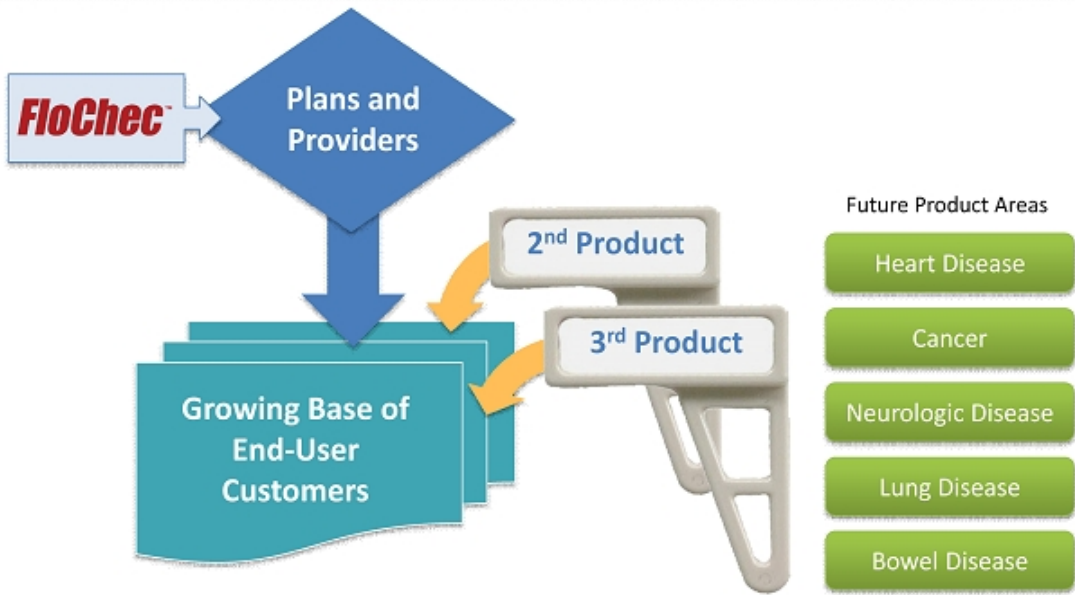 FloChec™
Plans and
Providers
2nd Product
3rd Product
Growing Base of
End-User
Customers
Future Product Areas
Heart Disease
Cancer
Neurologic Disease
Lung Disease
Bowel Disease